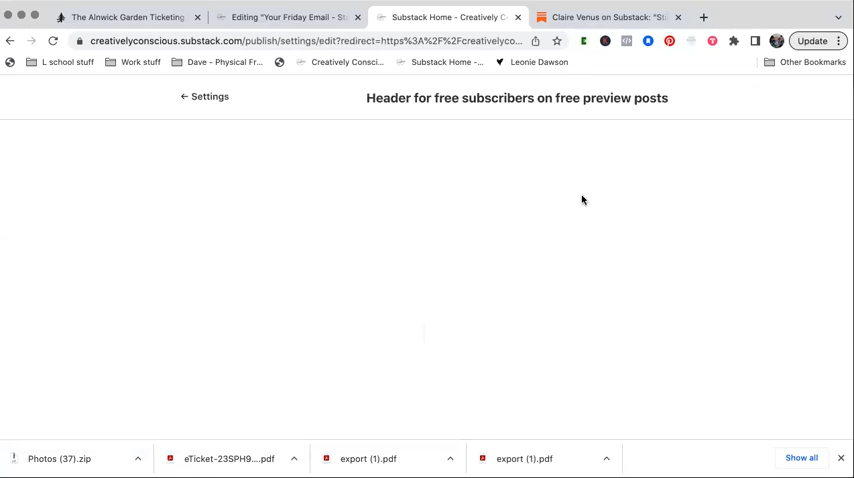 The Alnwick Garden Ticketing
Editing "Your Friday Email - St
Substack Home - Creatively C
Claire Venus on Substack: "St
creativelyconscious.substack.com/publish/settings/edit?redirect=https%3A%2F%2Fcreativelyco...
Update
L school stuff
Work stuff
Dave - Physical Fr...
Creatively Consci...
Substack Home -...
Leonie Dawson
Other Bookmarks
← Settings
Header for free subscribers on free preview posts
Photos (37).zip
eTicket-23SPH9....pdf
export (1).pdf
export (1).pdf
Show all